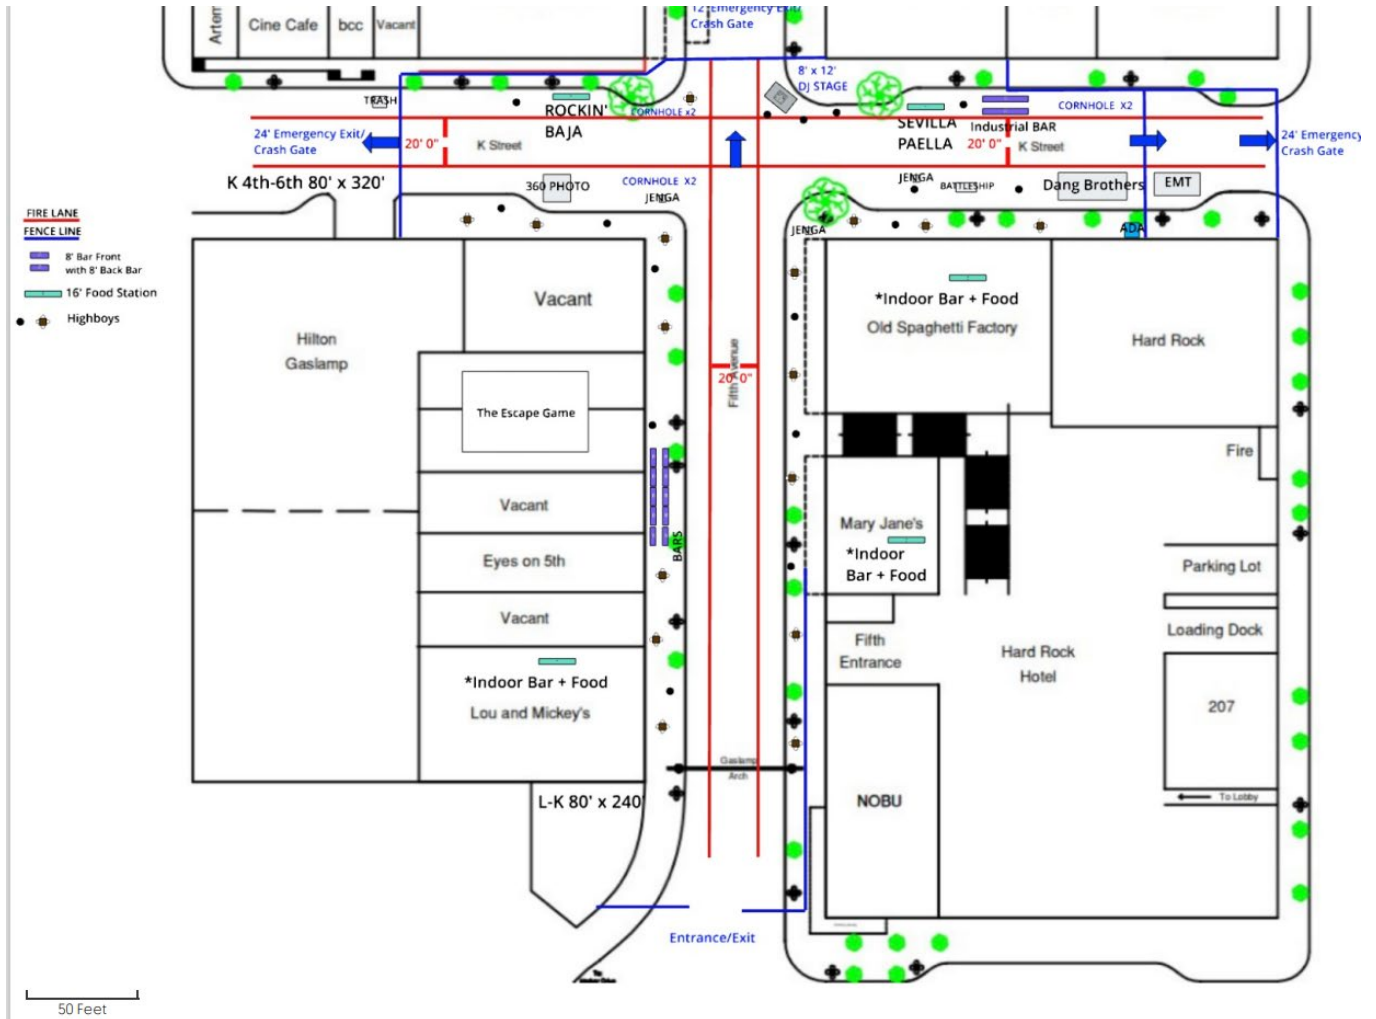 Artem
Cine Cafe
bcc
Vacant
12' Emergency Exit/
Crash Gate
8' x 12'
DJ STAGE
TRASH
ROCKIN'
BAJA
CORNHOLE x2
SEVILLA
PAELLA
Industrial BAR
CORNHOLE X2
24' Emergency Exit/
Crash Gate
20' 0"
K Street
20' 0"
K Street
24' Emergency
Crash Gate
K 4th-6th 80' x 320'
360 PHOTO
CORNHOLE X2
JENGA
JENGA
BATTLESHIP
Dang Brothers
EMT
JENGA
ADA
FIRE LANE
FENCE LINE
8' Bar Front
with 8' Back Bar
16' Food Station
Highboys
Hilton
Gaslamp
Vacant
The Escape Game
Vacant
Eyes on 5th
Vacant
*Indoor Bar + Food
Lou and Mickey's
BARS
Fifth Avenue
20' 0"
*Indoor Bar + Food
Old Spaghetti Factory
Hard Rock
Fire
Mary Jane's
*Indoor
Bar + Food
Parking Lot
Loading Dock
Fifth
Entrance
Hard Rock
Hotel
207
To Lobby
NOBU
Gaslamp
Arch
L-K 80' x 240'
Entrance/Exit
50 Feet